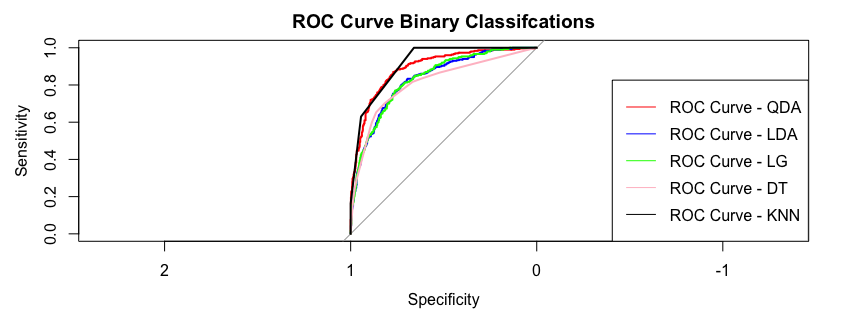 ROC Curve Binary Classifcations
Sensitivity
1.0
0.8
0.6
0.4
0.2
0.0
ROC Curve - QDA
ROC Curve - LDA
ROC Curve - LG
ROC Curve - DT
ROC Curve - KNN
2 1 0 -1
Specificity